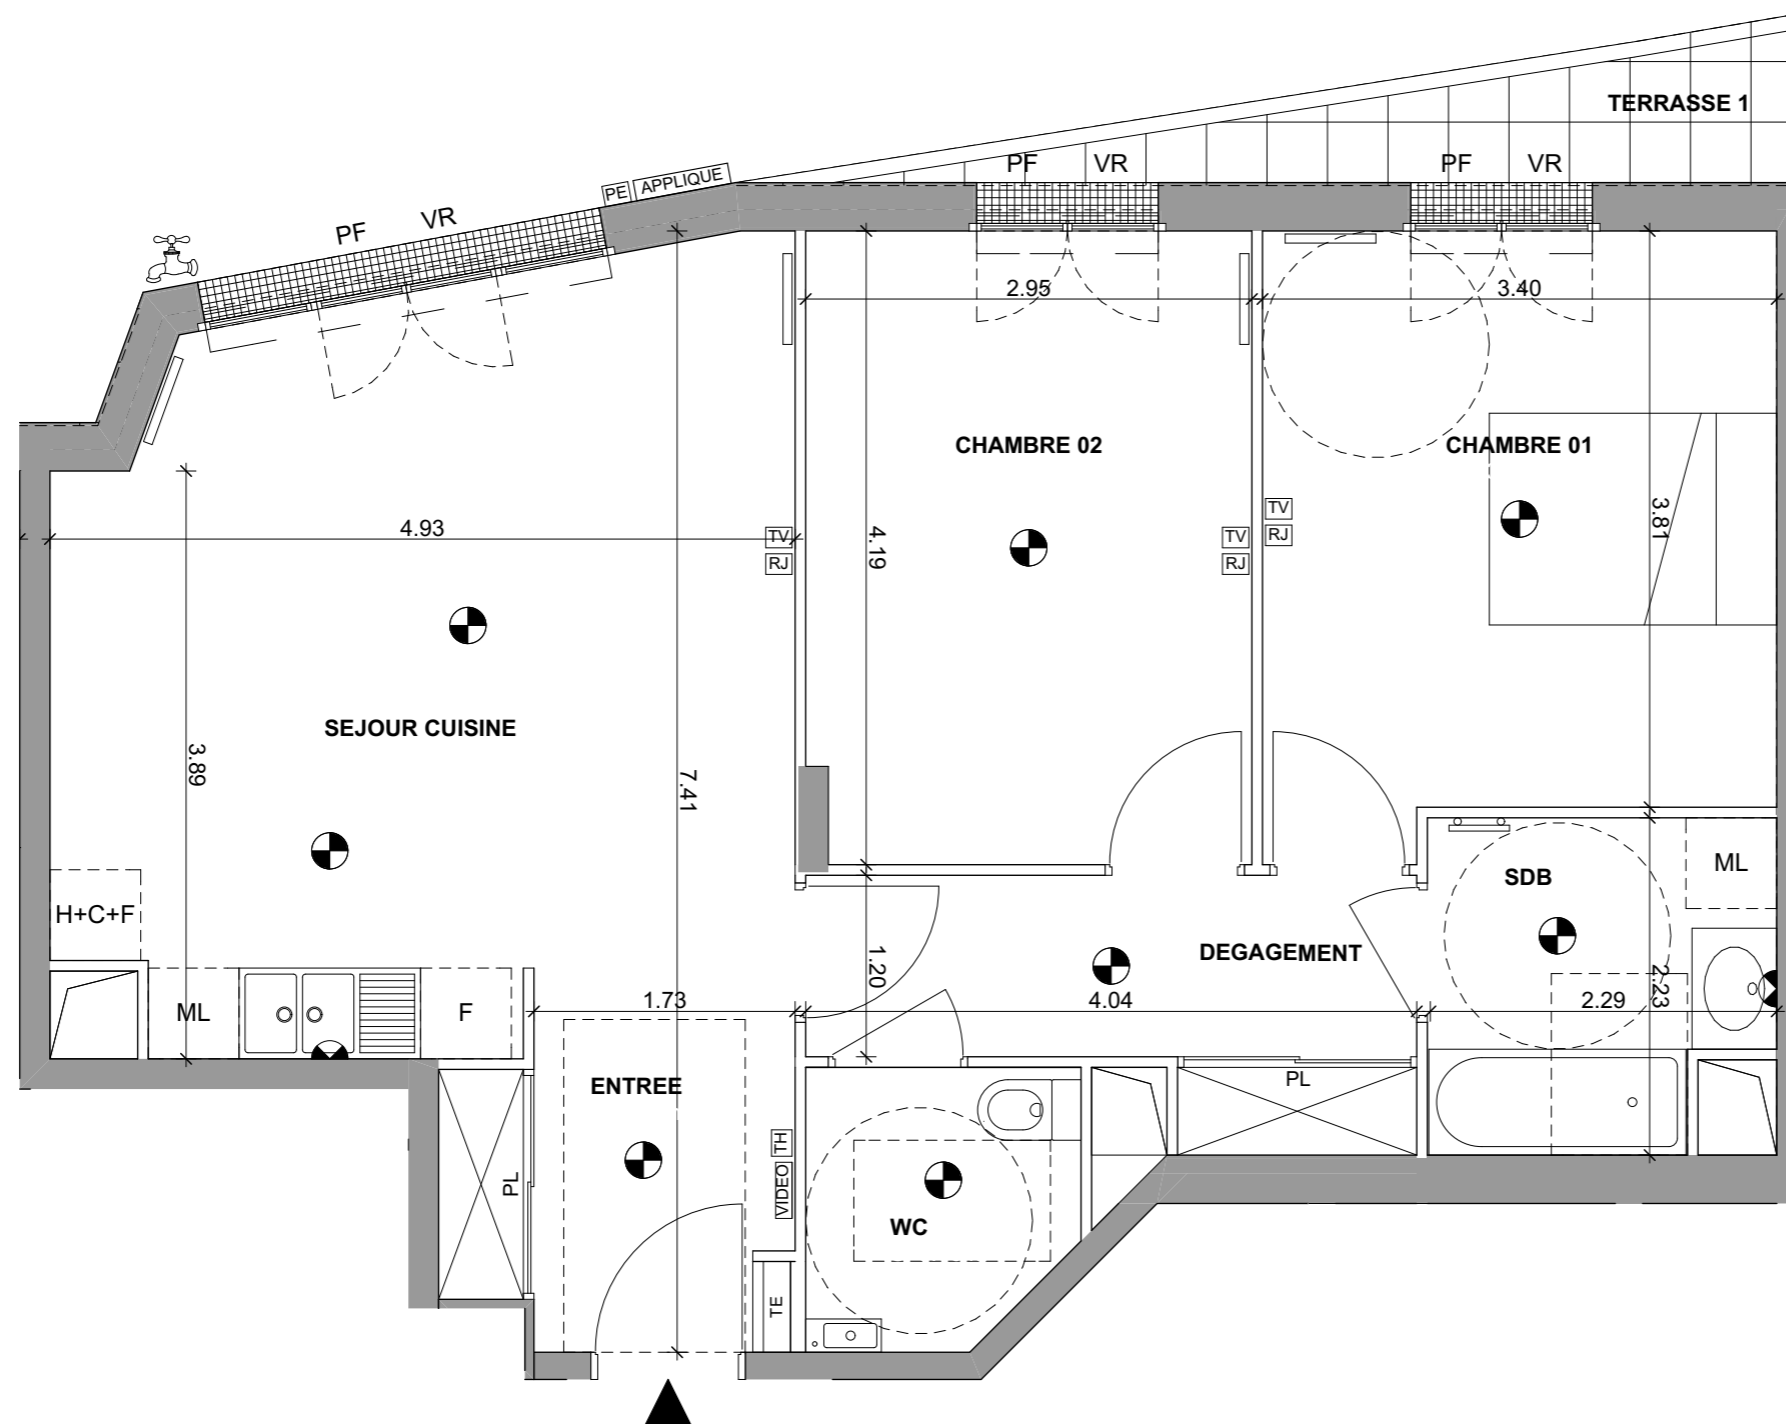 TERRASSE 1
PF VR
PF VR
PE APPLIQUE
PF VR
2.95
3.40
CHAMBRE 02
CHAMBRE 01
4.93
TV
RJ
4.19
TV
RJ
TV
RJ
3.81
SEJOUR CUISINE
3.89
7.41
H+C+F
SDB
ML
ML
F
1.73
1.20
4.04
DEGAGEMENT
2.29
2.23
ENTREE
PL
PL
TH
VIDEO
WC
TE